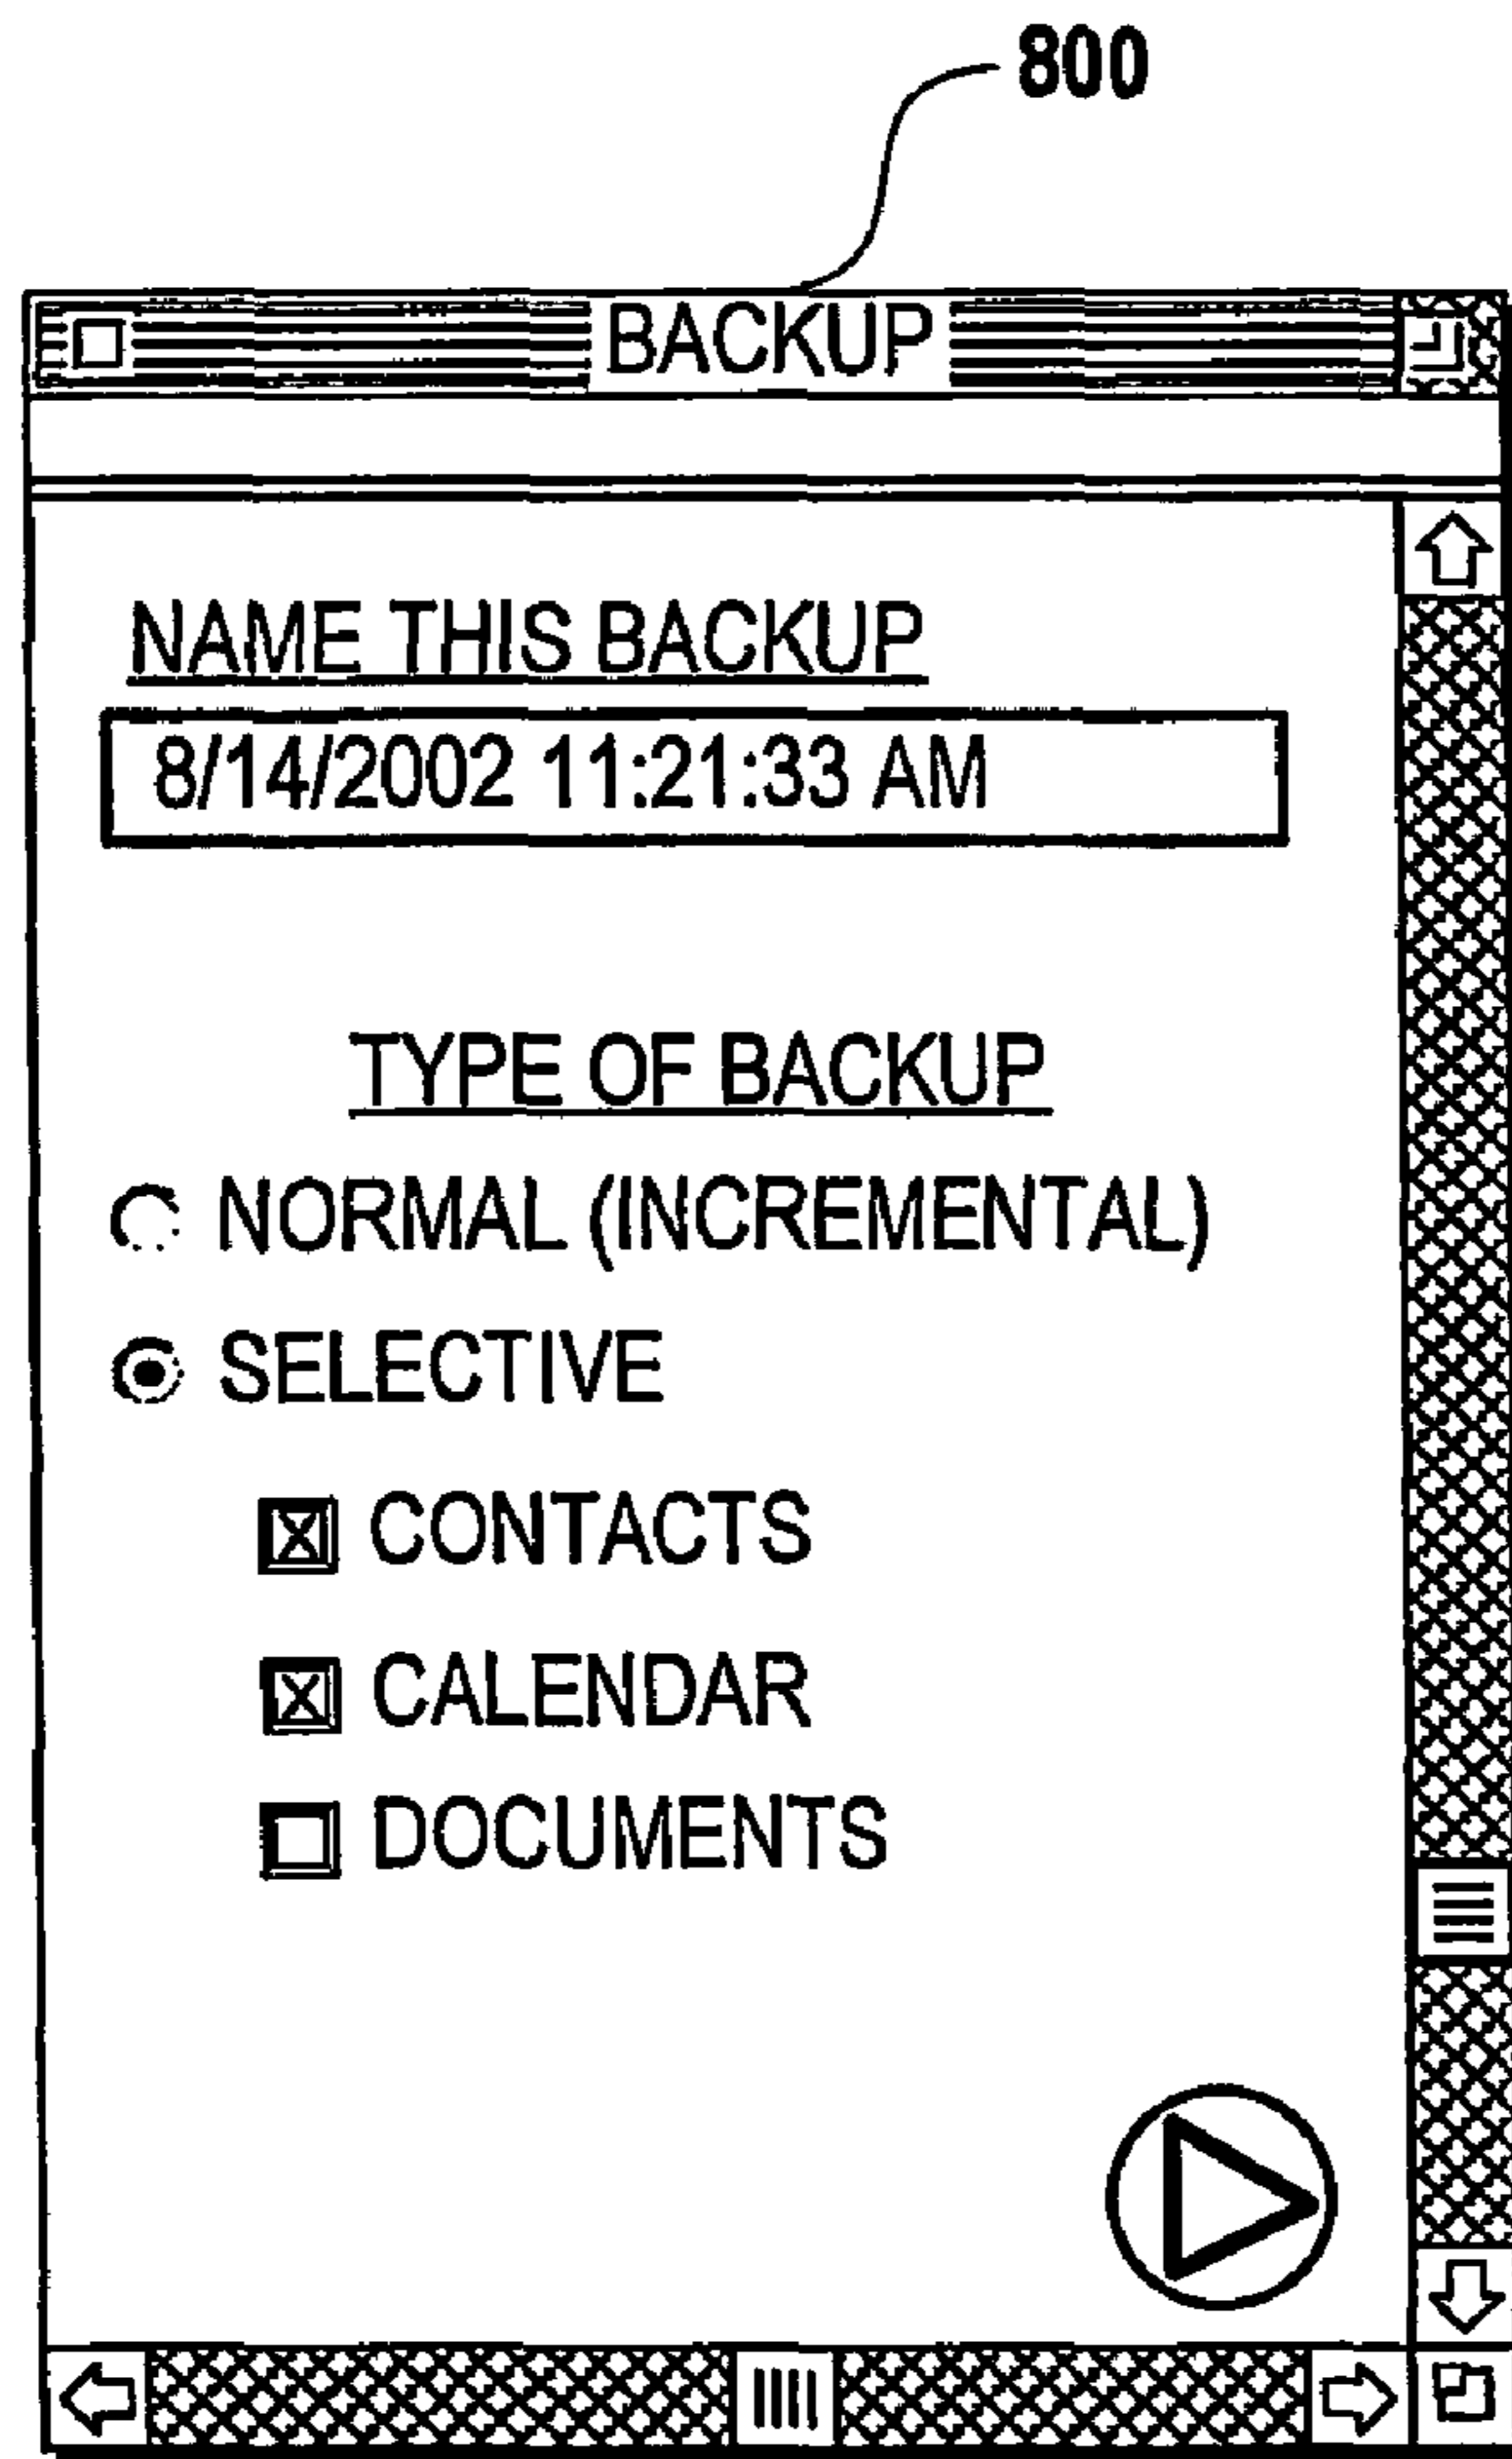 800
BACKUP
NAME THIS BACKUP
8/14/2002 11:21:33 AM
TYPE OF BACKUP
NORMAL (INCREMENTAL)
SELECTIVE
CONTACTS
CALENDAR
DOCUMENTS